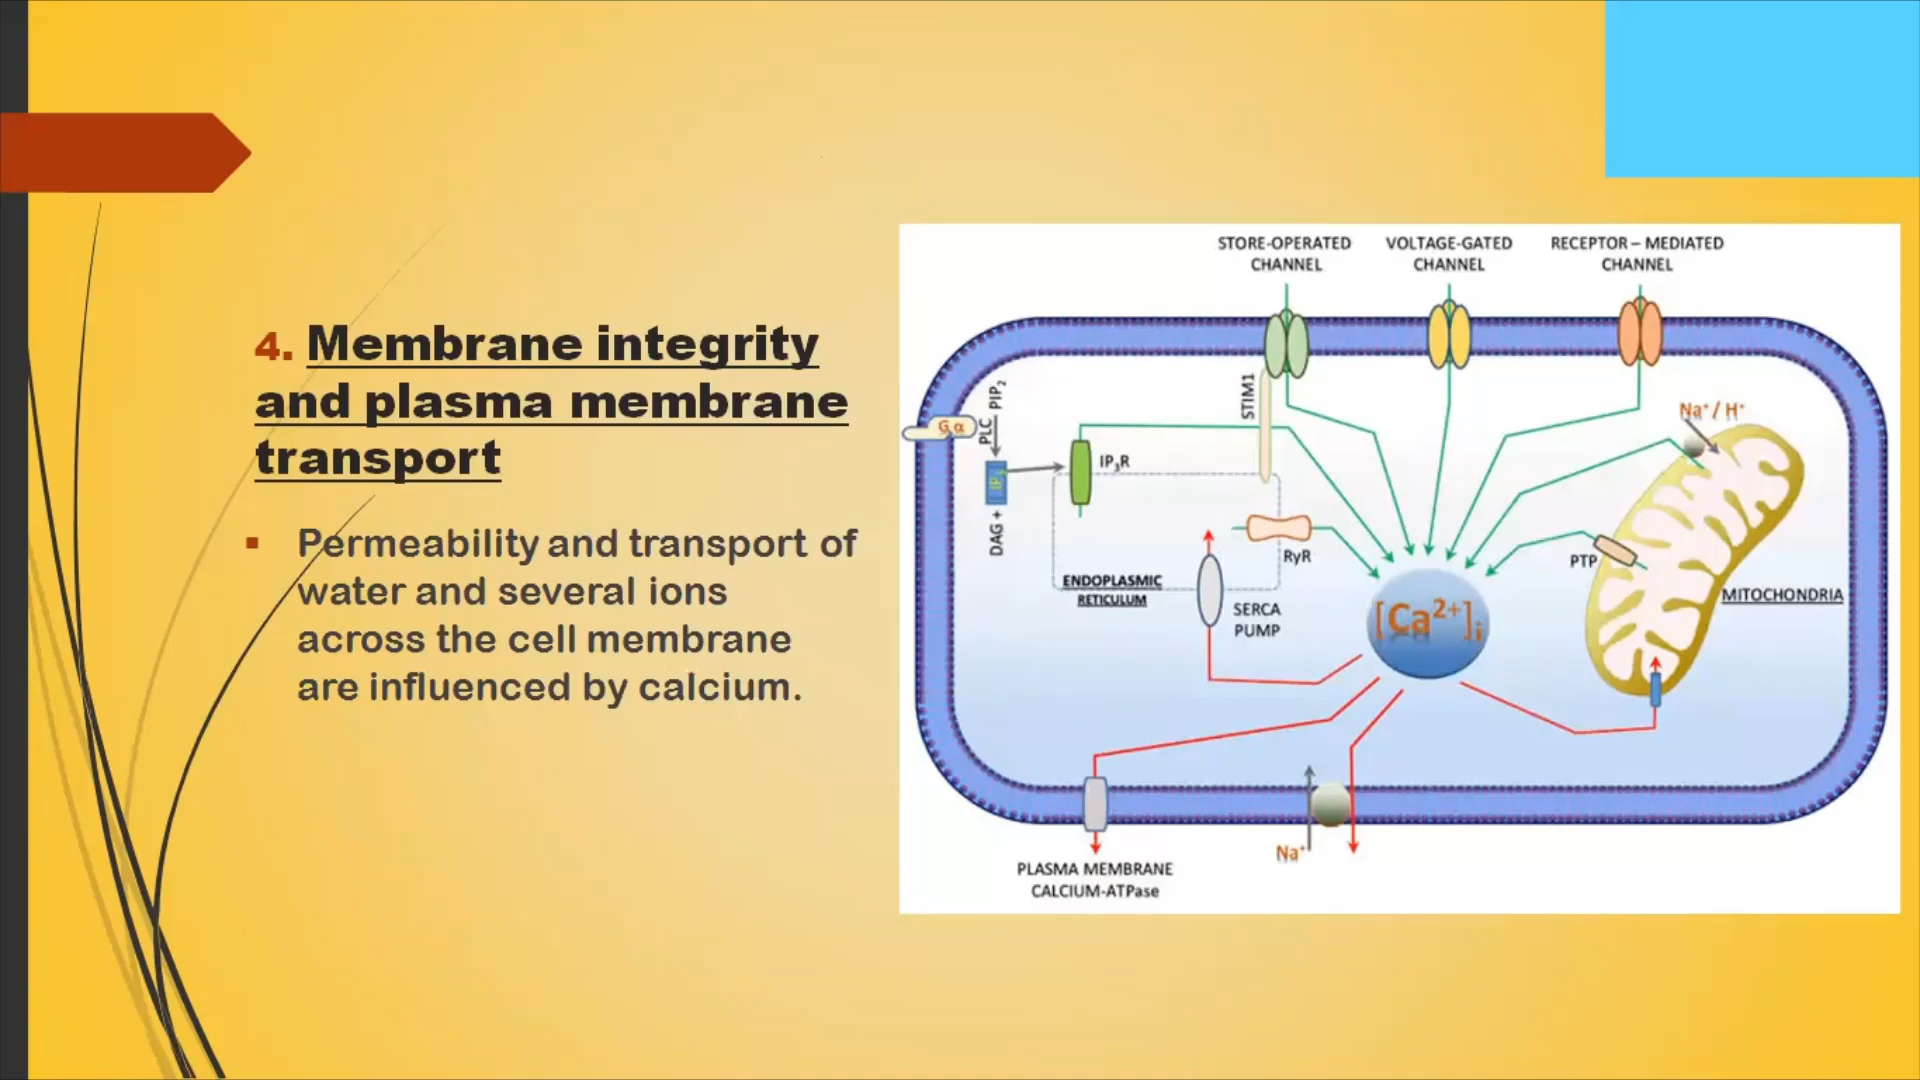 4. Membrane integrity
and plasma membrane
transport
▪ Permeability and transport of
water and several ions
across the cell membrane
are influenced by calcium.
STORE-OPERATED
CHANNEL
VOLTAGE-GATED
CHANNEL
RECEPTOR – MEDIATED
CHANNEL
Gα
PLC
PIP2
IP3
DAG +
IP3R
STIM1
RyR
ENDOPLASMIC
RETICULUM
SERCA
PUMP
[Ca2+]i
Na+ / H+
PTP
MITOCHONDRIA
Na+
PLASMA MEMBRANE
CALCIUM-ATPase